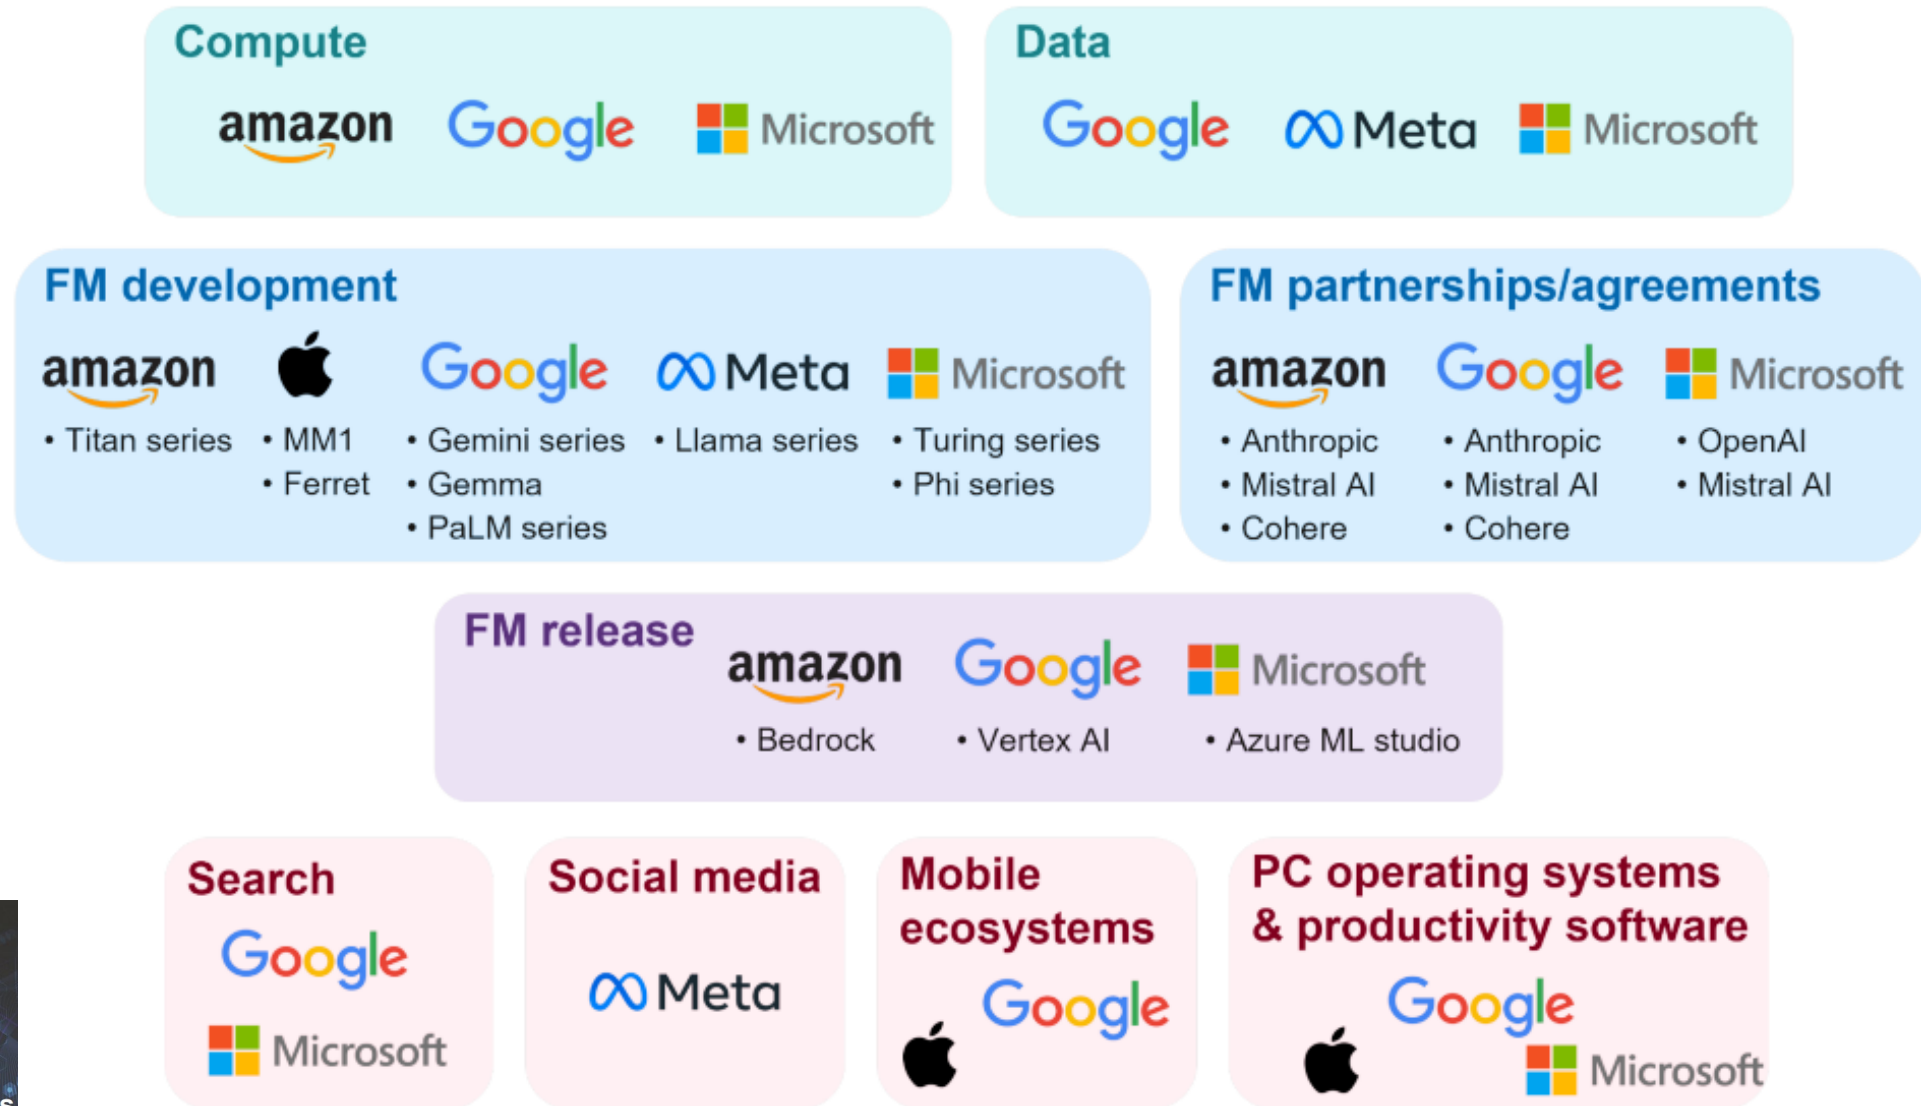 Compute
amazon Google Microsoft
Data
Google Meta Microsoft
FM development
amazon Google Meta Microsoft
• Titan series
• MM1
• Ferret
• Gemini series
• Gemma
• PaLM series
• Llama series
• Turing series
• Phi series
FM partnerships/agreements
amazon Google Microsoft
• Anthropic
• Mistral AI
• Cohere
• Anthropic
• Mistral AI
• Cohere
• OpenAI
• Mistral AI
FM release
amazon Google Microsoft
• Bedrock
• Vertex AI
• Azure ML studio
Search
Google
Microsoft
Social media
Meta
Mobile
ecosystems
Google
PC operating systems
& productivity software
Google
Microsoft